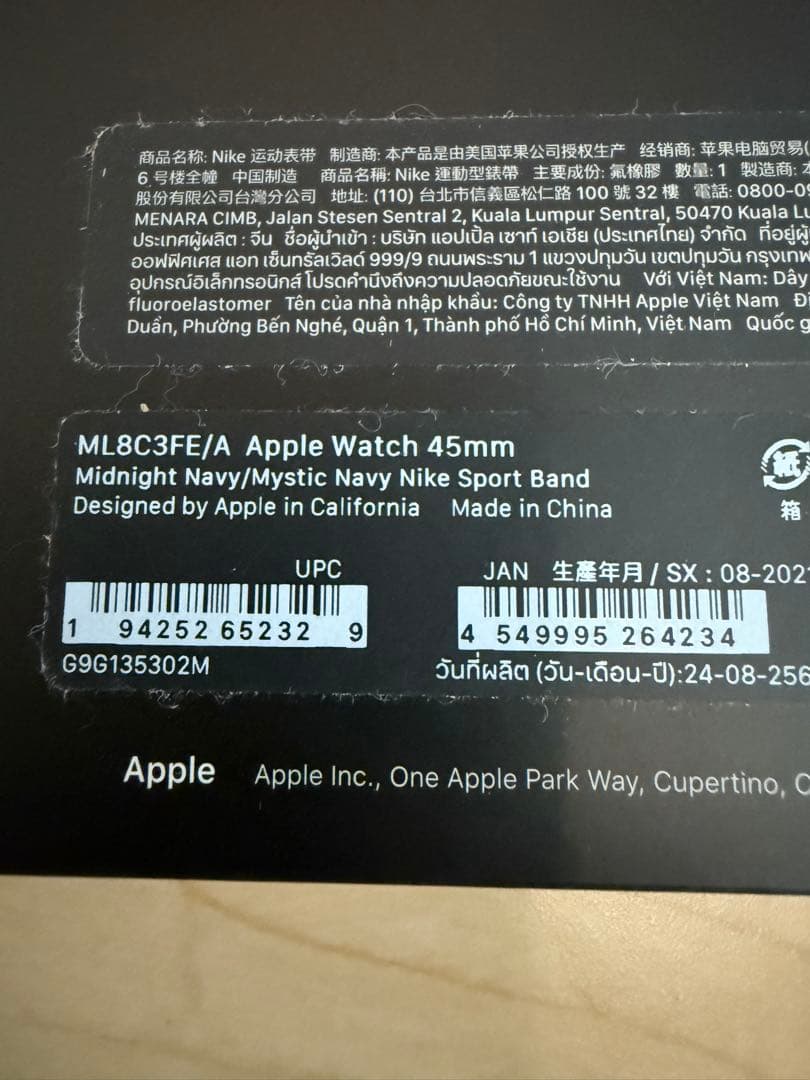 商品名称: Nike 运动表带 制造商: 本产品是由美国苹果公司授权生产 经销商: 苹果电脑贸易(
6 号楼全幢 中国制造 商品名稱: Nike 運動型錶帶 主要成份: 氟橡膠 數量: 1 製造商:
股份有限公司台灣分公司 地址: (110) 台北市信義區松仁路 100 號 32 樓 電話: 0800-0
MENARA CIMB, Jalan Stesen Sentral 2, Kuala Lumpur Sentral, 50470 Kuala L
ประเทศผู้ผลิต : จีน ชื่อผู้นำเข้า : บริษัท แอปเปิ้ล เซาท์ เอเชีย (ประเทศไทย) จำกัด ที่อยู่ผู้
ออฟฟิศเศส แอท เซ็นทรัลเวิลด์ 999/9 ถนนพระราม 1 แขวงปทุมวัน เขตปทุมวัน กรุงเทพ
อุปกรณ์อิเล็กทรอนิกส์ โปรดคำนึงถึงความปลอดภัยขณะใช้งาน Với Việt Nam: Dây
fluoroelastomer Tên của nhà nhập khẩu: Công ty TNHH Apple Việt Nam
Duẩn, Phường Bến Nghé, Quận 1, Thành phố Hồ Chí Minh, Việt Nam Quốc g
ML8C3FE/A Apple Watch 45mm
Midnight Navy/Mystic Navy Nike Sport Band
Designed by Apple in California Made in China
紙
箱
UPC
1 94252 65232 9
G9G135302M
JAN 生產年月 / SX : 08-202
4 549995 264234
วันที่ผลิต (วัน-เดือน-ปี):24-08-256
Apple Apple Inc., One Apple Park Way, Cupertino, C